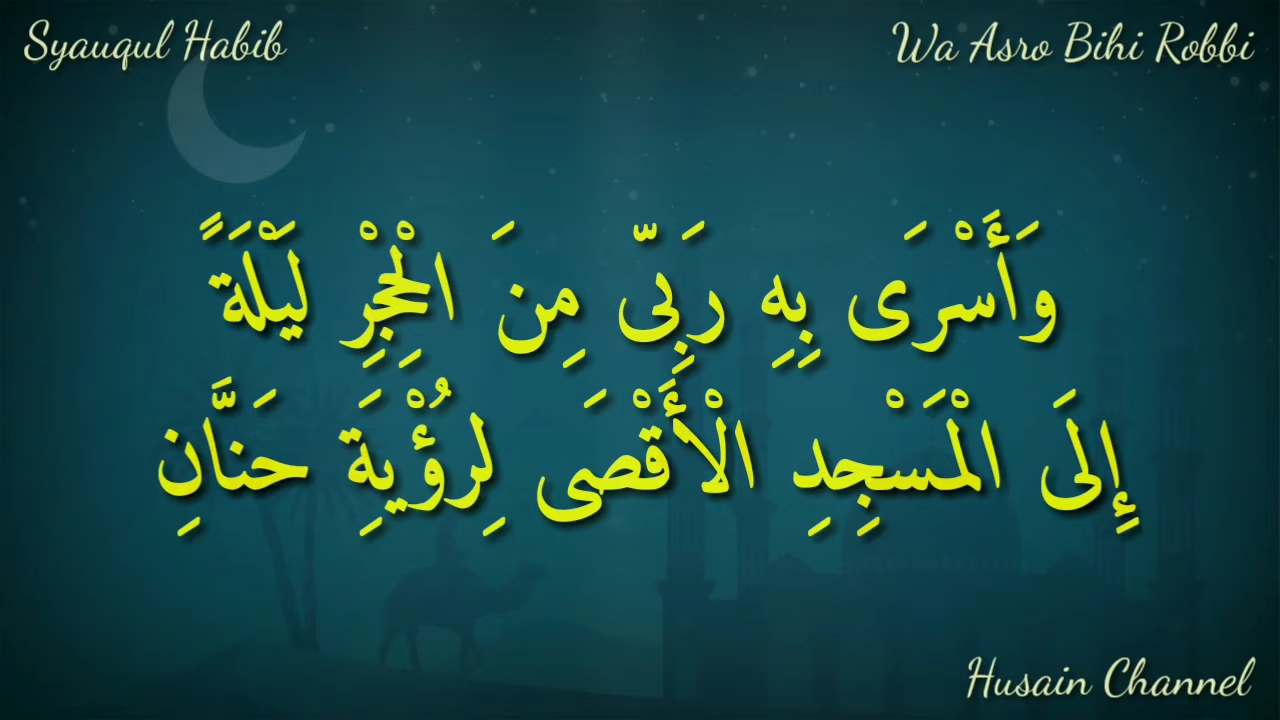 Syauqul Habib
Wa Asro Bihi Robbi
وَأَسْرَى بِهِ رَبِّى مِنَ الْحِجْرِ لَيْلَةً
إِلَى الْمَسْجِدِ الْأَقْصَى لِرُؤْيَةِ حَنَّانِ
Husain Channel